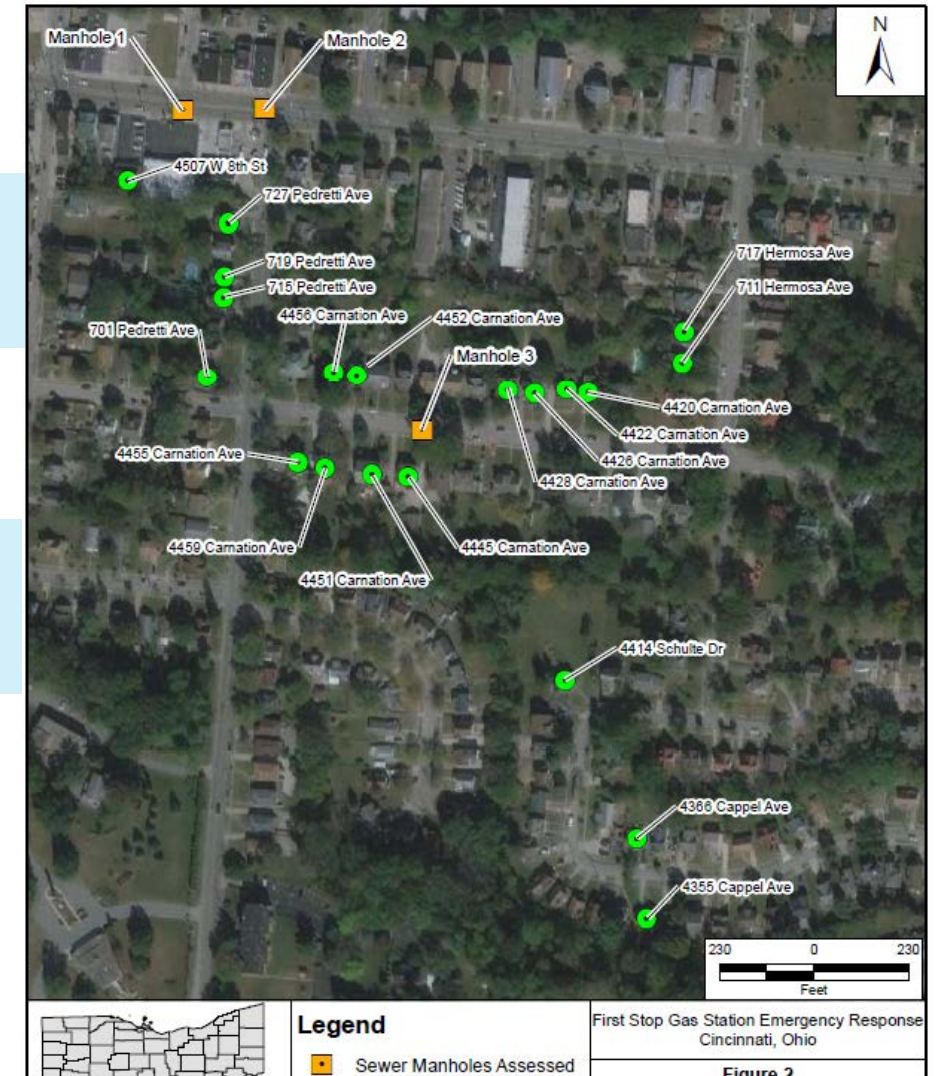 N
Manhole 1
Manhole 2
4507 W 8th St
727 Pedretti Ave
719 Pedretti Ave
715 Pedretti Ave
717 Hermosa Ave
711 Hermosa Ave
4456 Carnation Ave
4452 Carnation Ave
701 Pedretti Ave
Manhole 3
4420 Carnation Ave
4422 Carnation Ave
4426 Carnation Ave
4428 Carnation Ave
4455 Carnation Ave
4459 Carnation Ave
4445 Carnation Ave
4451 Carnation Ave
4414 Schulte Dr
4366 Cappel Ave
4355 Cappel Ave
230 0 230
Feet
Legend
Sewer Manholes Assessed
First Stop Gas Station Emergency Response
Cincinnati, Ohio
Figure 2